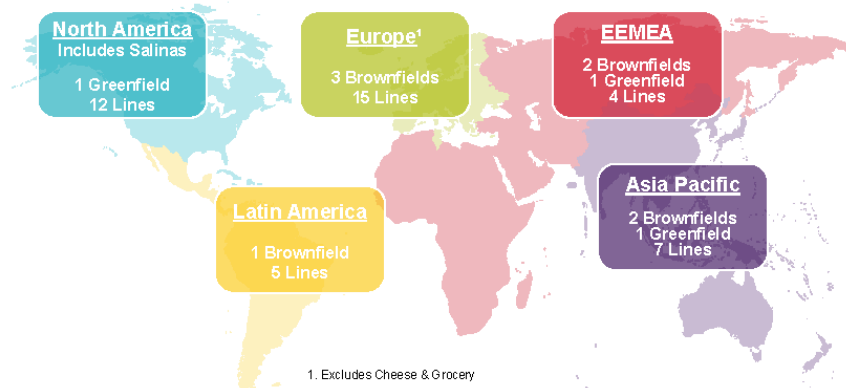 North America
Includes Salinas
1 Greenfield
12 Lines
Europe¹
3 Brownfields
15 Lines
EEMEA
2 Brownfields
1 Greenfield
4 Lines
Latin America
1 Brownfield
5 Lines
Asia Pacific
2 Brownfields
1 Greenfield
7 Lines
1. Excludes Cheese & Grocery